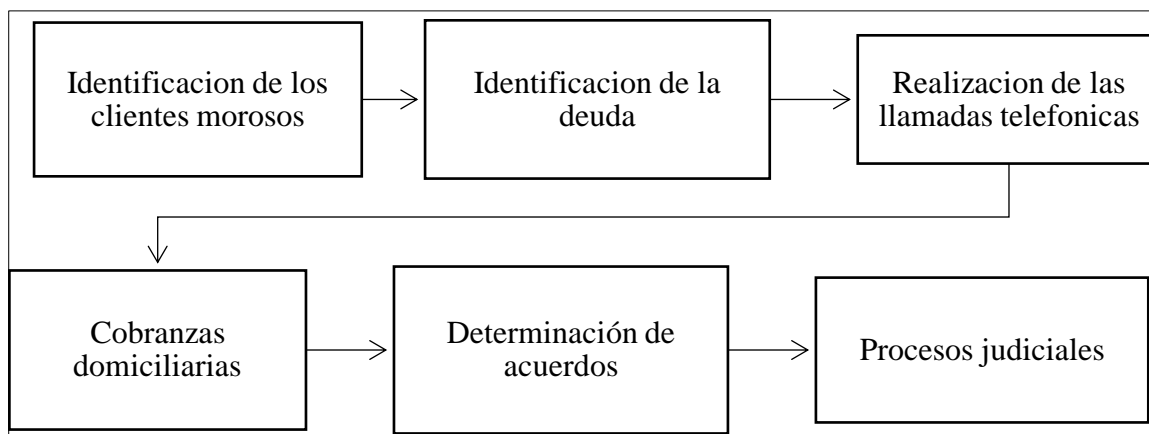 Identificacion de los
clientes morosos
Identificacion de la
deuda
Realizacion de las
llamadas telefonicas
Cobranzas
domiciliarias
Determinación de
acuerdos
Procesos judiciales